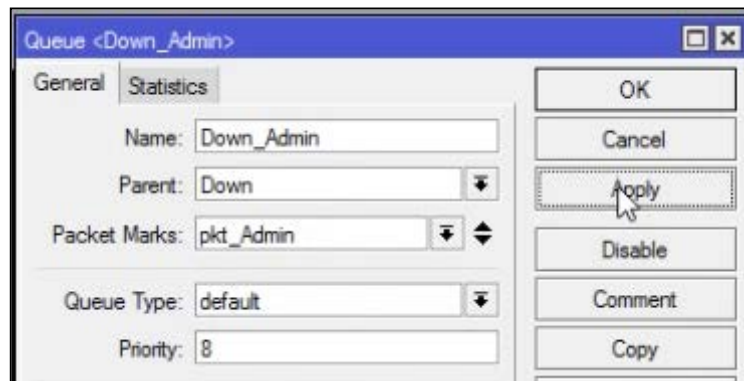 Queue <Down_Admin>
General Statistics
OK
Name: Down_Admin
Cancel
Parent: Down
Apply
Packet Marks: pkt_Admin
Disable
Queue Type: default
Comment
Priority: 8
Copy